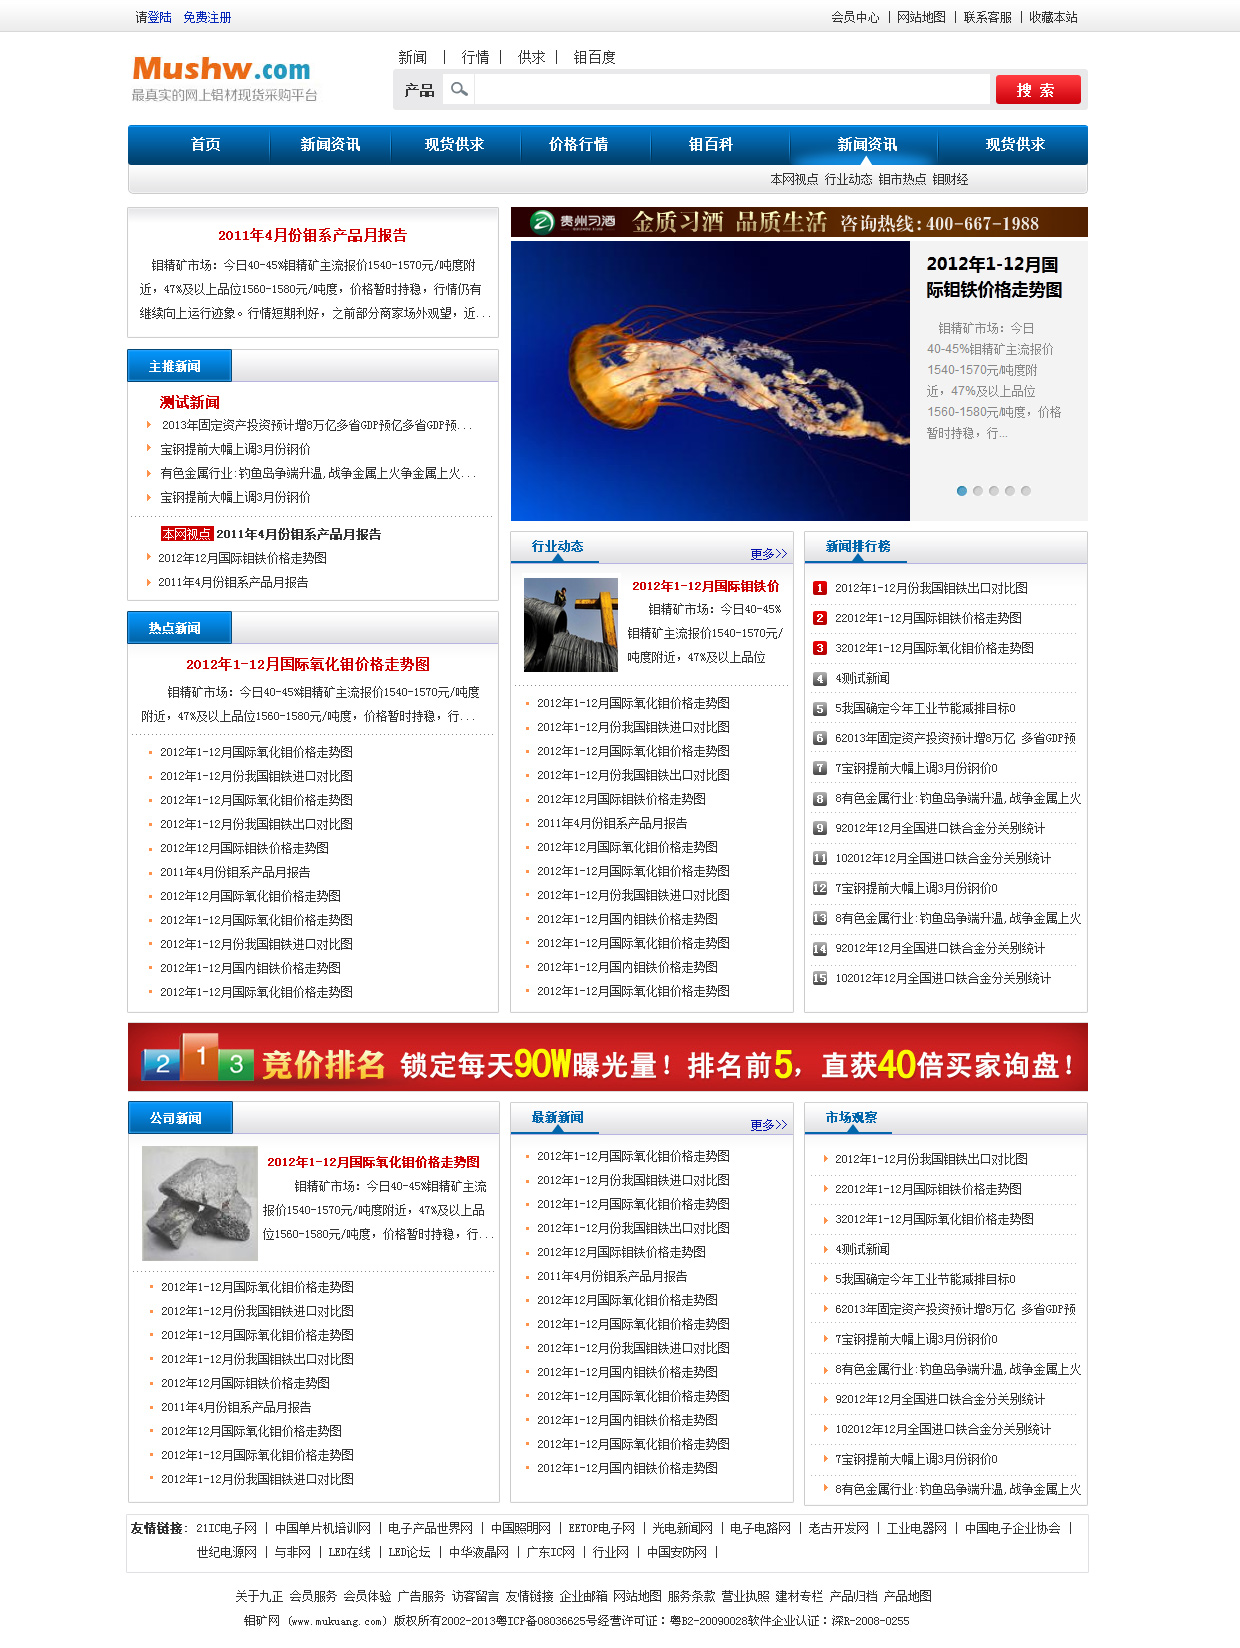 请登陆 免费注册
会员中心 | 网站地图 | 联系客服 | 收藏本站
Mushw.com
最真实的网上铝材现货采购平台
新闻 | 行情 | 供求 | 钼百度
产品
搜 索
首页 新闻资讯 现货供求 价格行情 钼百科 新闻资讯 现货供求
本网视点 行业动态 钼市热点 钼财经
2011年4月份钼系产品月报告
钼精矿市场：今日40-45%钼精矿主流报价1540-1570元/吨度附
近，47%及以上品位1560-1580元/吨度，价格暂时持稳，行情仍有
继续向上运行迹象。行情短期利好，之前部分商家场外观望，近...
主推新闻
测试新闻
2013年固定资产投资预计增8万亿多省GDP预亿多省GDP预...
宝钢提前大幅上调3月份钢价
有色金属行业:钓鱼岛争端升温,战争金属上火争金属上火...
宝钢提前大幅上调3月份钢价
本网视点 2011年4月份钼系产品月报告
2012年12月国际钼铁价格走势图
2011年4月份钼系产品月报告
热点新闻
2012年1-12月国际氧化钼价格走势图
钼精矿市场：今日40-45%钼精矿主流报价1540-1570元/吨度
附近，47%及以上品位1560-1580元/吨度，价格暂时持稳，行...
2012年1-12月国际氧化钼价格走势图
2012年1-12月份我国钼铁进口对比图
2012年1-12月国际氧化钼价格走势图
2012年1-12月份我国钼铁出口对比图
2012年12月国际钼铁价格走势图
2011年4月份钼系产品月报告
2012年12月国际氧化钼价格走势图
2012年1-12月国际氧化钼价格走势图
2012年1-12月份我国钼铁进口对比图
2012年1-12月国内钼铁价格走势图
2012年1-12月国际氧化钼价格走势图
贵州习酒 金质习酒 品质生活 咨询热线:400-667-1988
2012年1-12月国
际钼铁价格走势图
钼精矿市场：今日
40-45%钼精矿主流报价
1540-1570元/吨度附
近，47%及以上品位
1560-1580元/吨度，价格
暂时持稳，行...
行业动态
更多>>
2012年1-12月国际钼铁价
钼精矿市场：今日40-45%
钼精矿主流报价1540-1570元/
吨度附近，47%及以上品位
2012年1-12月国际氧化钼价格走势图
2012年1-12月份我国钼铁进口对比图
2012年1-12月国际氧化钼价格走势图
2012年1-12月份我国钼铁出口对比图
2012年12月国际钼铁价格走势图
2011年4月份钼系产品月报告
2012年12月国际氧化钼价格走势图
2012年1-12月国际氧化钼价格走势图
2012年1-12月份我国钼铁进口对比图
2012年1-12月国内钼铁价格走势图
2012年1-12月国际氧化钼价格走势图
2012年1-12月国内钼铁价格走势图
2012年1-12月国际氧化钼价格走势图
新闻排行榜
1 2012年1-12月份我国钼铁出口对比图
2 22012年1-12月国际钼铁价格走势图
3 32012年1-12月国际氧化钼价格走势图
4 4测试新闻
5 5我国确定今年工业节能减排目标0
6 62013年固定资产投资预计增8万亿 多省GDP预
7 7宝钢提前大幅上调3月份钢价0
8 8有色金属行业:钓鱼岛争端升温,战争金属上火
9 92012年12月全国进口铁合金分关别统计
11 102012年12月全国进口铁合金分关别统计
12 7宝钢提前大幅上调3月份钢价0
13 8有色金属行业:钓鱼岛争端升温,战争金属上火
14 92012年12月全国进口铁合金分关别统计
15 102012年12月全国进口铁合金分关别统计
2 1 3 竞价排名 锁定每天90W曝光量！排名前5，直获40倍买家询盘！
公司新闻
2012年1-12月国际氧化钼价格走势图
钼精矿市场：今日40-45%钼精矿主流
报价1540-1570元/吨度附近，47%及以上品
位1560-1580元/吨度，价格暂时持稳，行...
2012年1-12月国际氧化钼价格走势图
2012年1-12月份我国钼铁进口对比图
2012年1-12月国际氧化钼价格走势图
2012年1-12月份我国钼铁出口对比图
2012年12月国际钼铁价格走势图
2011年4月份钼系产品月报告
2012年12月国际氧化钼价格走势图
2012年1-12月国际氧化钼价格走势图
2012年1-12月份我国钼铁进口对比图
最新新闻
更多>>
2012年1-12月国际氧化钼价格走势图
2012年1-12月份我国钼铁进口对比图
2012年1-12月国际氧化钼价格走势图
2012年1-12月份我国钼铁出口对比图
2012年12月国际钼铁价格走势图
2011年4月份钼系产品月报告
2012年12月国际氧化钼价格走势图
2012年1-12月国际氧化钼价格走势图
2012年1-12月份我国钼铁进口对比图
2012年1-12月国内钼铁价格走势图
2012年1-12月国际氧化钼价格走势图
2012年1-12月国内钼铁价格走势图
2012年1-12月国际氧化钼价格走势图
2012年1-12月国内钼铁价格走势图
市场观察
2012年1-12月份我国钼铁出口对比图
22012年1-12月国际钼铁价格走势图
32012年1-12月国际氧化钼价格走势图
4测试新闻
5我国确定今年工业节能减排目标0
62013年固定资产投资预计增8万亿 多省GDP预
7宝钢提前大幅上调3月份钢价0
8有色金属行业:钓鱼岛争端升温,战争金属上火
92012年12月全国进口铁合金分关别统计
102012年12月全国进口铁合金分关别统计
7宝钢提前大幅上调3月份钢价0
8有色金属行业:钓鱼岛争端升温,战争金属上火
友情链接: 21IC电子网 | 中国单片机培训网 | 电子产品世界网 | 中国照明网 | EETOP电子网 | 光电新闻网 | 电子电路网 | 老古开发网 | 工业电器网 | 中国电子企业协会 |
世纪电源网 | 与非网 | LED在线 | LED论坛 | 中华液晶网 | 广东IC网 | 行业网 | 中国安防网 |
关于九正 会员服务 会员体验 广告服务 访客留言 友情链接 企业邮箱 网站地图 服务条款 营业执照 建材专栏 产品归档 产品地图
钼矿网 (www.mukuang.com) 版权所有2002-2013粤ICP备08036625号经营许可证：粤B2-20090028软件企业认证：深R-2008-0255